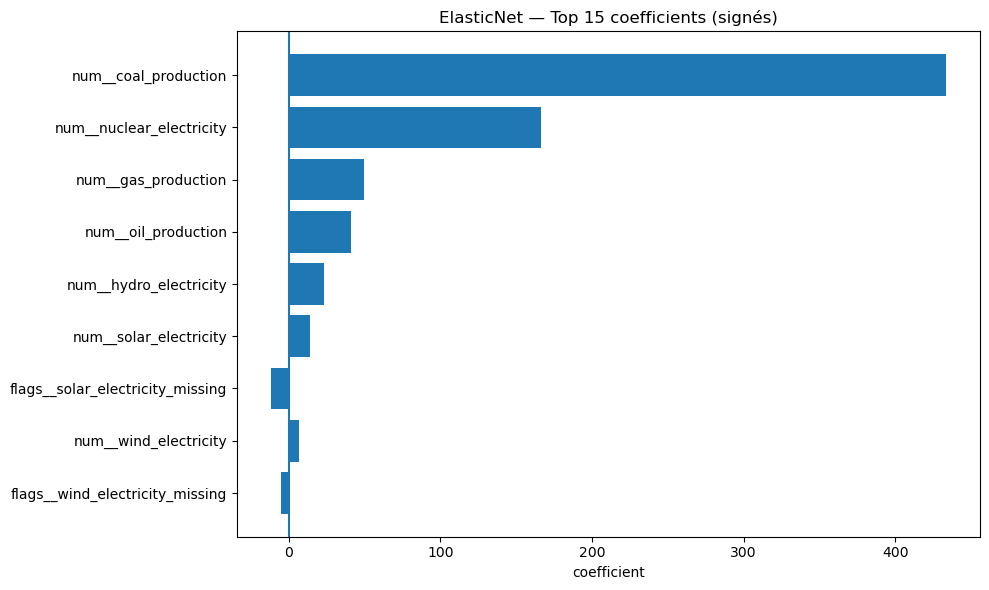 ElasticNet — Top 15 coefficients (signés)
num__coal_production
num__nuclear_electricity
num__gas_production
num__oil_production
num__hydro_electricity
num__solar_electricity
flags__solar_electricity_missing
num__wind_electricity
flags__wind_electricity_missing
0 100 200 300 400
coefficient